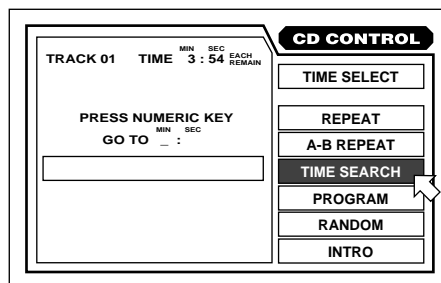 CD CONTROL
MIN SEC
TRACK 01 TIME 3 : 54 EACH REMAIN
TIME SELECT
PRESS NUMERIC KEY
MIN SEC
GO TO _ :
REPEAT
A-B REPEAT
TIME SEARCH
PROGRAM
RANDOM
INTRO